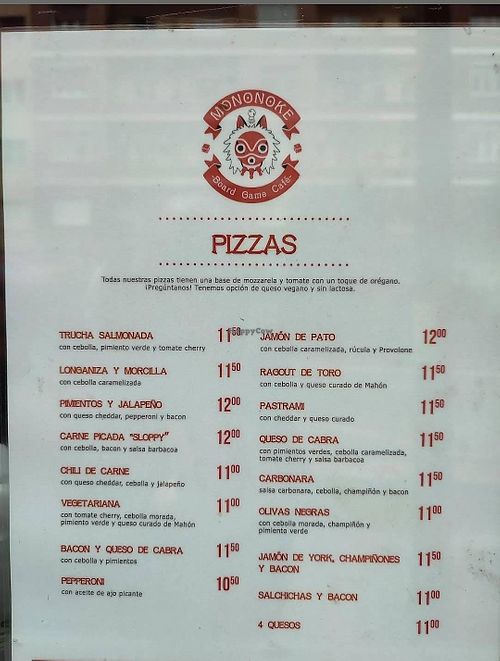 MONONOKE
-Board Game Café-
PIZZAS
Todas nuestras pizzas tienen una base de mozzarela y tomate con un toque de orégano.
¡Pregúntanos! Tenemos opción de queso vegano y sin lactosa.
HappyCow
TRUCHA SALMONADA 11⁵⁰
con cebolla, pimiento verde y tomate cherry
LONGANIZA Y MORCILLA 11⁵⁰
con cebolla caramelizada
PIMIENTOS Y JALAPEÑO 12⁰⁰
con queso cheddar, pepperoni y bacon
CARNE PICADA "SLOPPY" 12⁰⁰
con cebolla, bacon y salsa barbacoa
CHILI DE CARNE 11⁰⁰
con queso cheddar, cebolla y jalapeño
VEGETARIANA 11⁰⁰
con tomate cherry, cebolla morada,
pimiento verde y queso curado de Mahón
BACON Y QUESO DE CABRA 11⁵⁰
con cebolla y pimientos
PEPPERONI 10⁵⁰
con aceite de ajo picante
JAMÓN DE PATO 12⁰⁰
con cebolla caramelizada, rúcula y Provolone
RAGOUT DE TORO 11⁵⁰
con cebolla y queso curado de Mahón
PASTRAMI 11⁵⁰
con cheddar y queso curado
QUESO DE CABRA 11⁵⁰
con pimientos verdes, cebolla caramelizada,
tomate cherry y salsa barbacoa
CARBONARA 11⁵⁰
salsa carbonara, cebolla, champiñón y bacon
OLIVAS NEGRAS 11⁰⁰
con cebolla morada, champiñón y
pimiento verde
JAMÓN DE YORK, CHAMPIÑONES 11⁵⁰
Y BACON
SALCHICHAS Y BACON 11⁰⁰
4 QUESOS 11⁰⁰